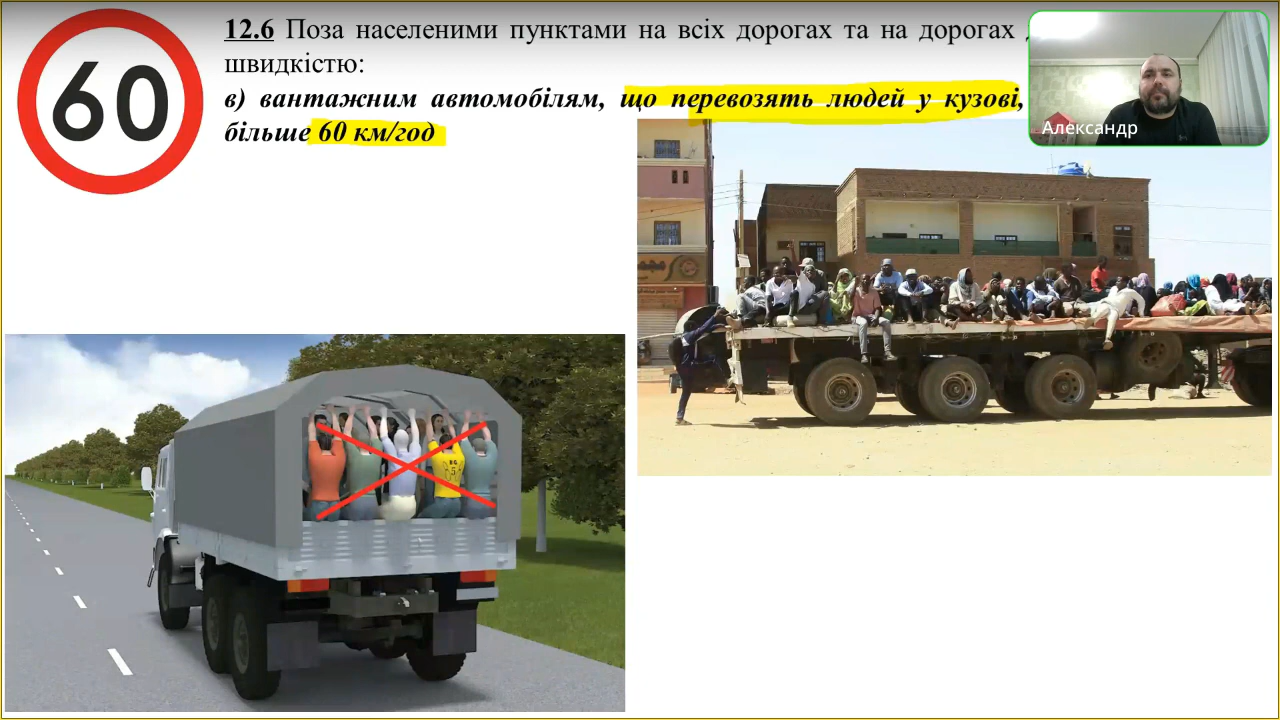 60
12.6 Поза населеними пунктами на всіх дорогах та на дорогах
швидкістю:
в) вантажним автомобілям, що перевозять людей у кузові,
більше 60 км/год
Александр